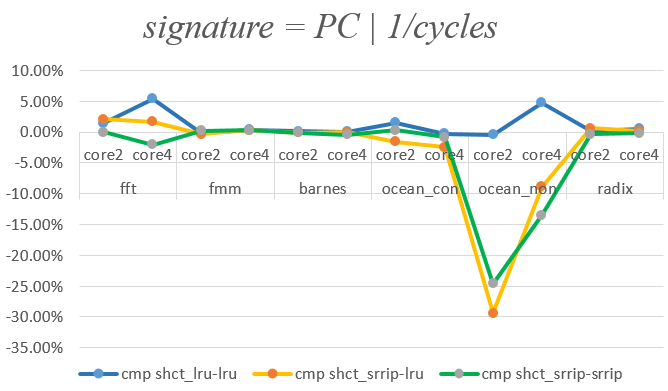 signature = PC | 1/cycles
10.00%
5.00%
0.00%
-5.00%
-10.00%
-15.00%
-20.00%
-25.00%
-30.00%
-35.00%
core2 core4 core2 core4 core2 core4 core2 core4 core2 core4 core2 core4
fft fmm barnes ocean_con ocean_non radix
cmp shct_lru-lru cmp shct_srrip-lru cmp shct_srrip-srrip